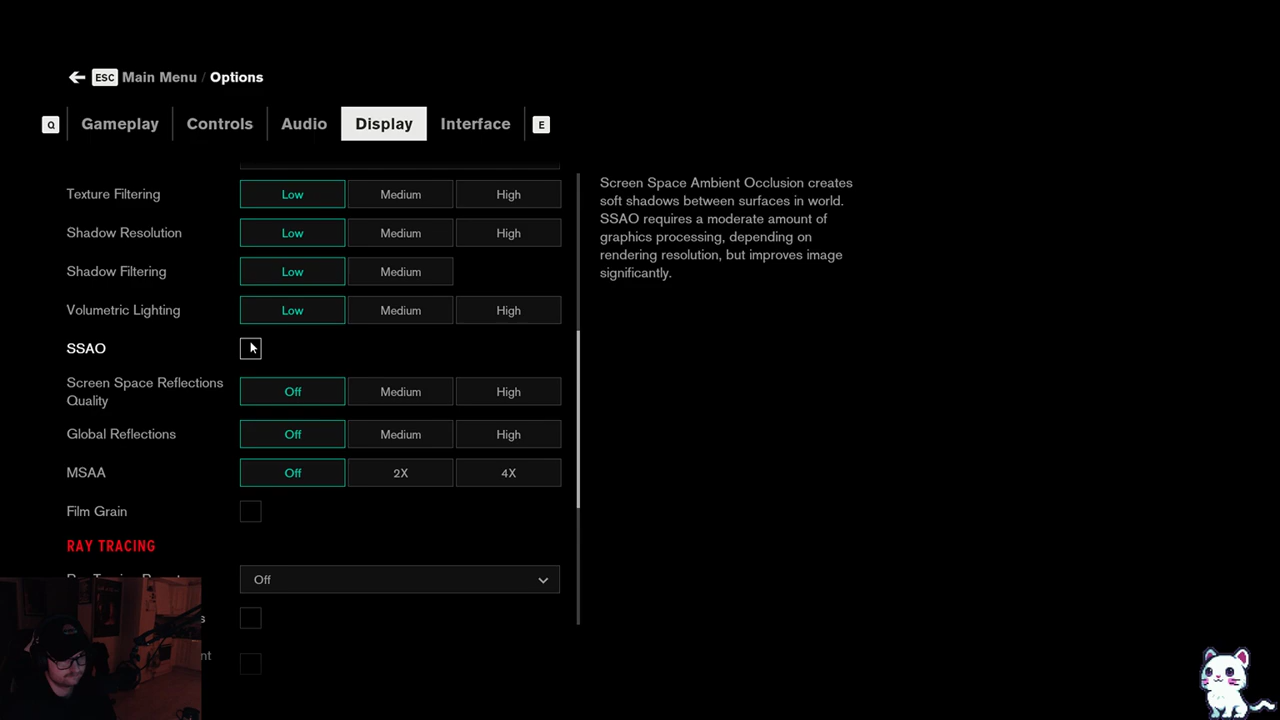 ESC Main Menu / Options
Q Gameplay Controls Audio Display Interface E
Texture Filtering Low Medium High
Shadow Resolution Low Medium High
Shadow Filtering Low Medium
Volumetric Lighting Low Medium High
SSAO
Screen Space Reflections
Quality Off Medium High
Global Reflections Off Medium High
MSAA Off 2X 4X
Film Grain
RAY TRACING
Off
Screen Space Ambient Occlusion creates
soft shadows between surfaces in world.
SSAO requires a moderate amount of
graphics processing, depending on
rendering resolution, but improves image
significantly.